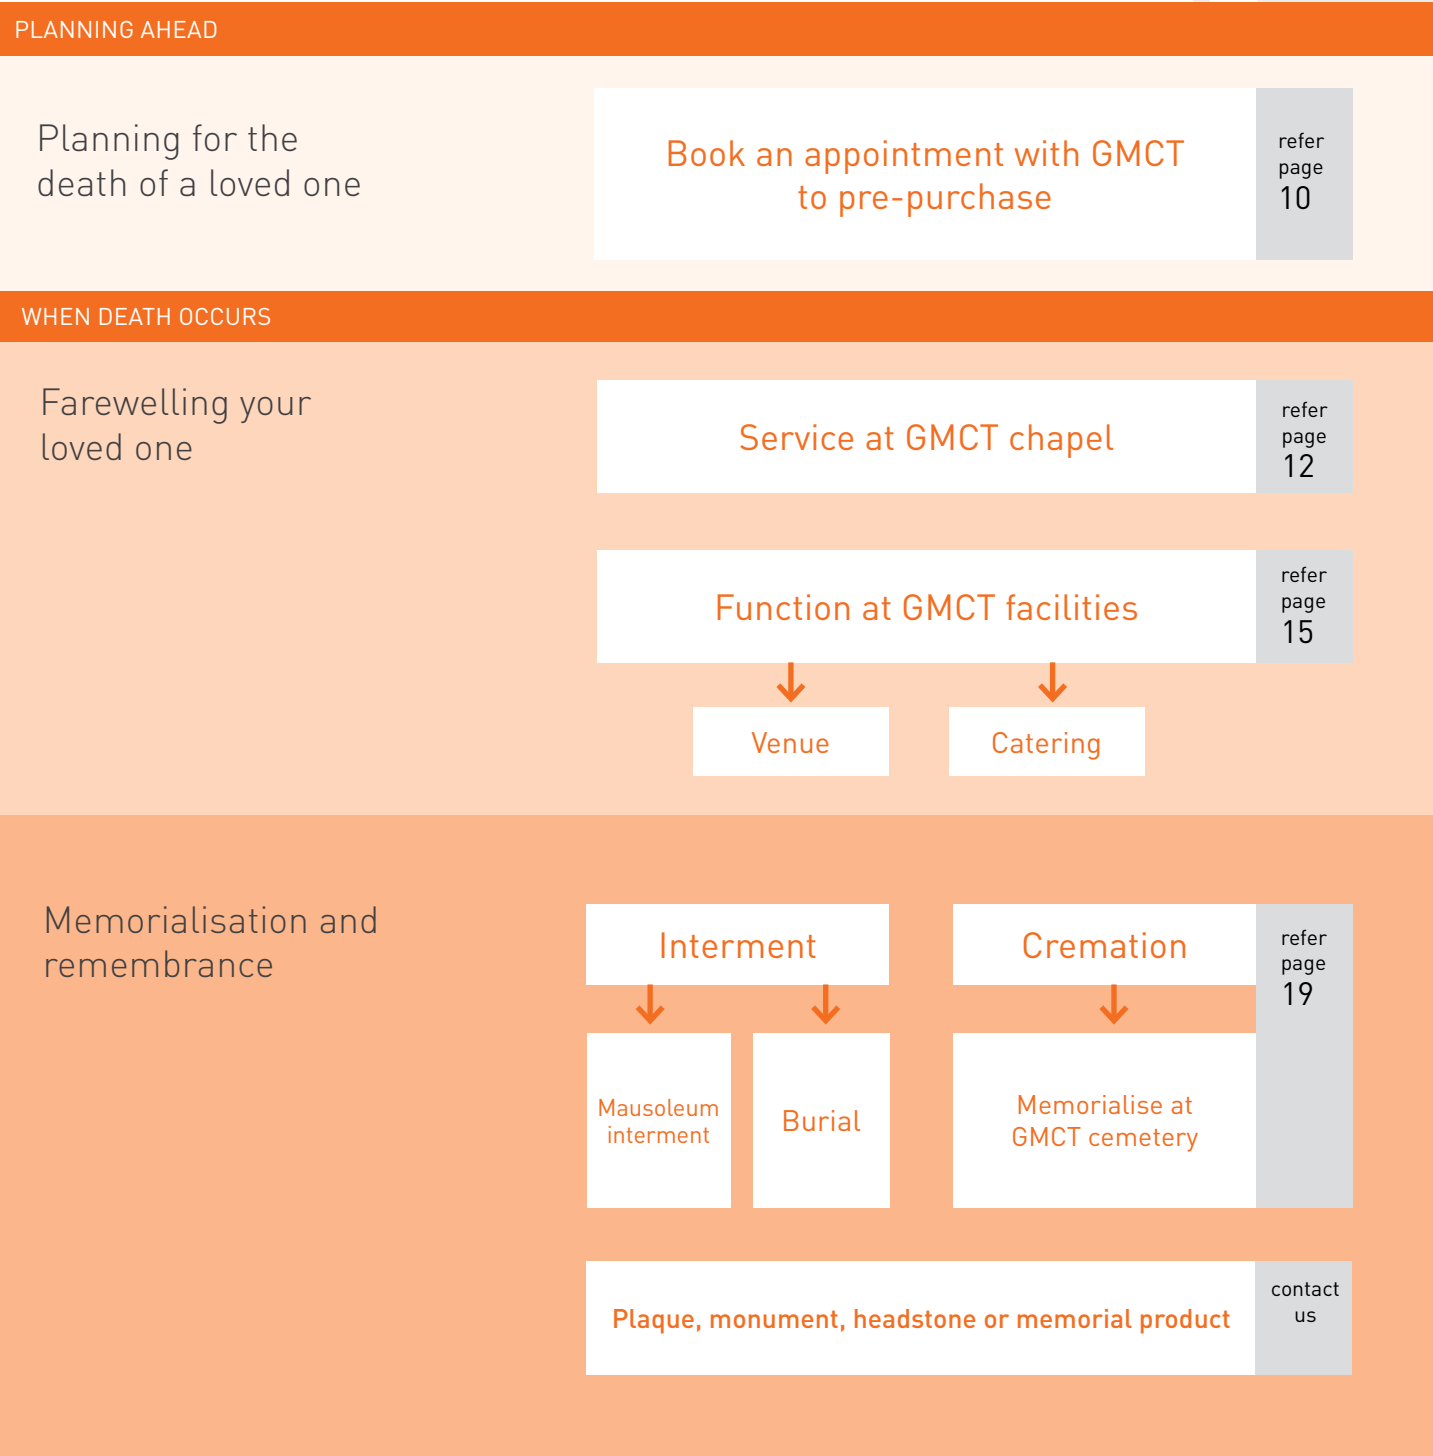 PLANNING AHEAD
Planning for the
death of a loved one
Book an appointment with GMCT
to pre-purchase
refer
page
10
WHEN DEATH OCCURS
Farewelling your
loved one
Service at GMCT chapel
refer
page
12
Function at GMCT facilities
refer
page
15
Venue
Catering
Memorialisation and
remembrance
Interment
Cremation
refer
page
19
Mausoleum
interment
Burial
Memorialise at
GMCT cemetery
Plaque, monument, headstone or memorial product
contact
us